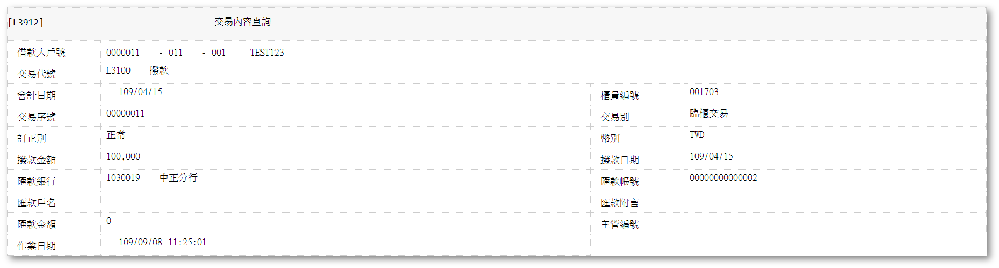 [L3912] 交易內容查詢
借款人戶號 0000011 - 011 - 001 TEST123
交易代號 L3100 撥款
會計日期 109/04/15 櫃員編號 001703
交易序號 00000011 交易別 臨櫃交易
訂正別 正常 幣別 TWD
撥款金額 100,000 撥款日期 109/04/15
匯款銀行 1030019 中正分行 匯款帳號 00000000000002
匯款戶名 匯款附言
匯款金額 0 主管編號
作業日期 109/09/08 11:25:01